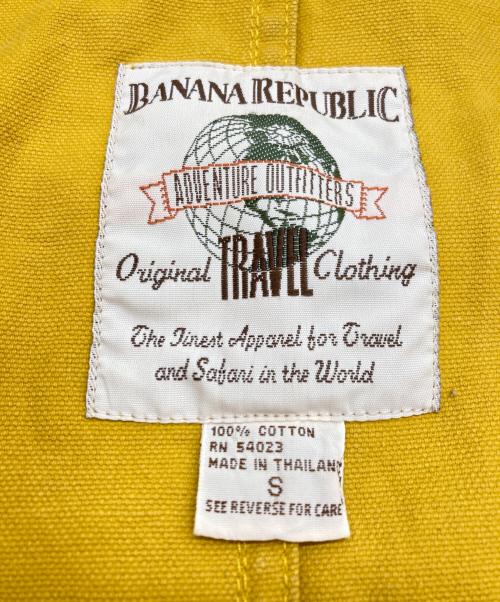 BANANA REPUBLIC
ADVENTURE OUTFITTERS
Original TRAVEL Clothing
The Finest Apparel for Travel
and Safari in the World
100% COTTON
RN 54023
MADE IN THAILAND
S
SEE REVERSE FOR CARE